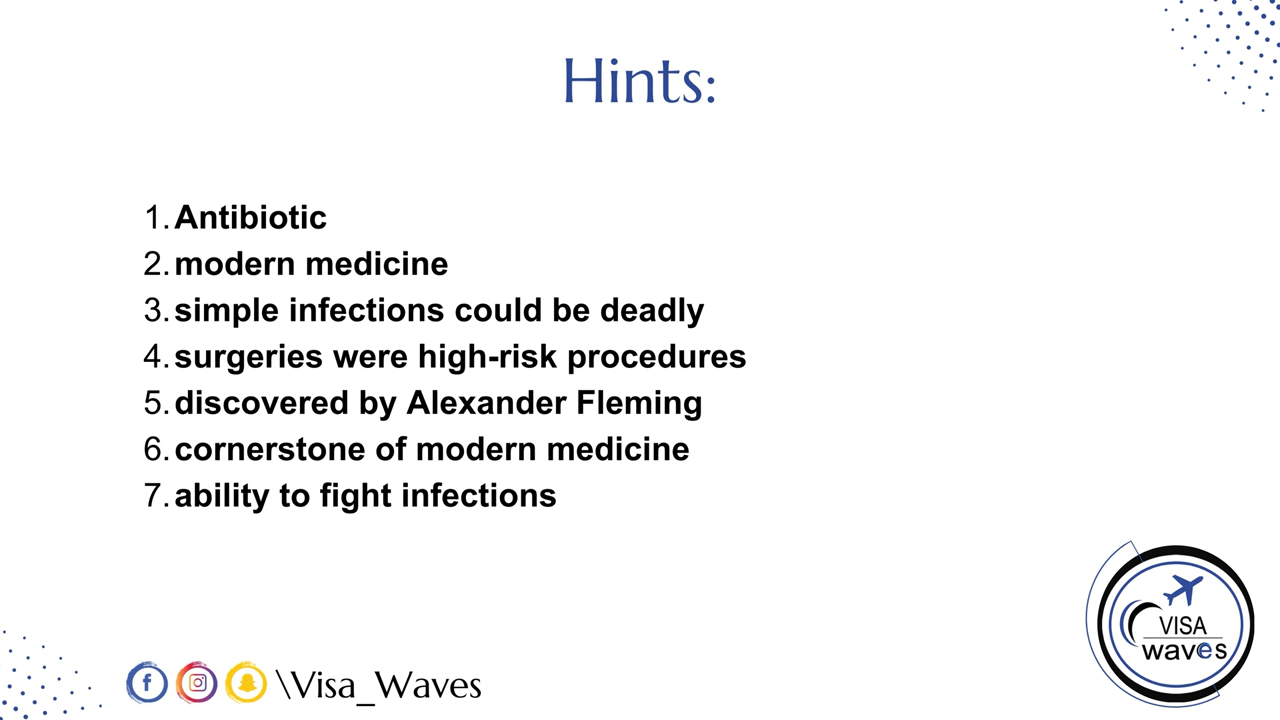 Hints:
1. Antibiotic
2. modern medicine
3. simple infections could be deadly
4. surgeries were high-risk procedures
5. discovered by Alexander Fleming
6. cornerstone of modern medicine
7. ability to fight infections
VISA
waves
\Visa_Waves